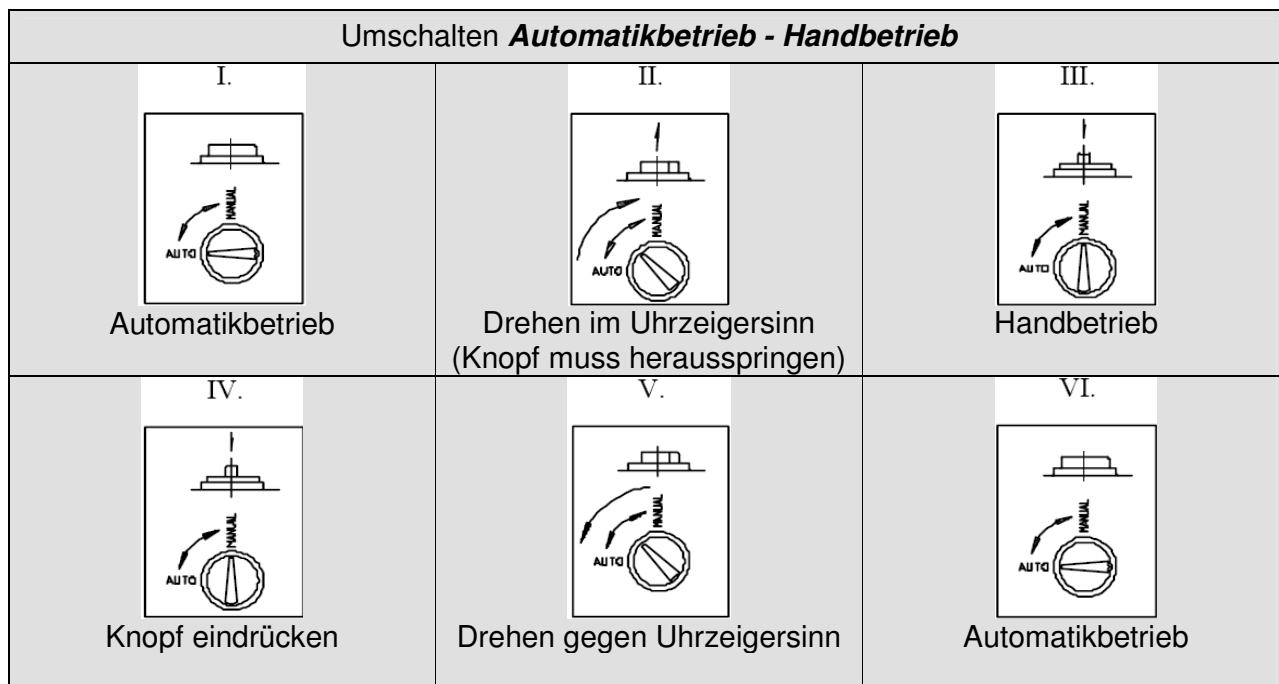 Umschalten Automatikbetrieb - Handbetrieb
I.
MANUAL
AUTO
Automatikbetrieb
II.
MANUAL
AUTO
Drehen im Uhrzeigersinn
(Knopf muss herausspringen)
III.
MANUAL
AUTO
Handbetrieb
IV.
MANUAL
AUTO
Knopf eindrücken
V.
MANUAL
AUTO
Drehen gegen Uhrzeigersinn
VI.
MANUAL
AUTO
Automatikbetrieb